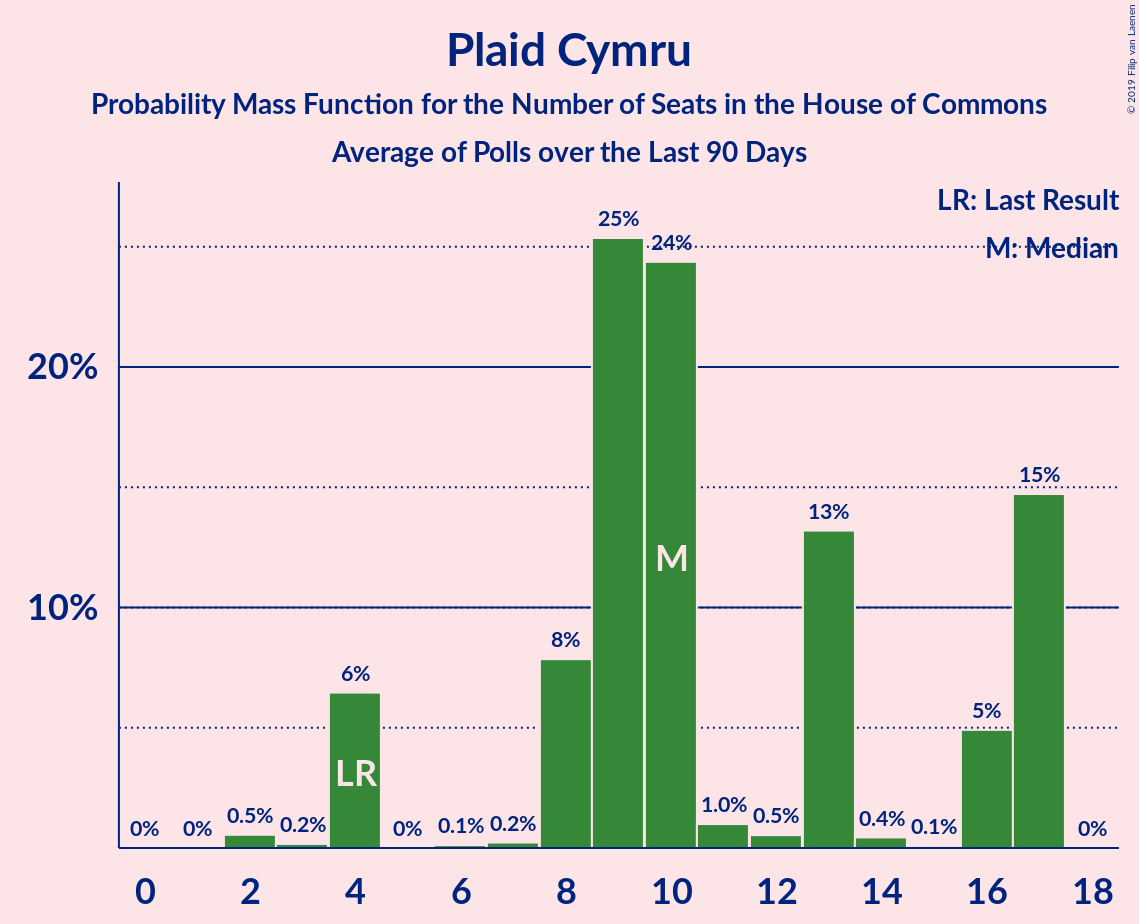 Plaid Cymru
Probability Mass Function for the Number of Seats in the House of Commons
Average of Polls over the Last 90 Days
© 2019 Filip van Laenen
LR: Last Result
M: Median
20%
10%
0% 0% 0.5% 0.2% 6% 0% 0.1% 0.2% 8% 25% 24% 1.0% 0.5% 13% 0.4% 0.1% 5% 15% 0%
LR
M
0 2 4 6 8 10 12 14 16 18